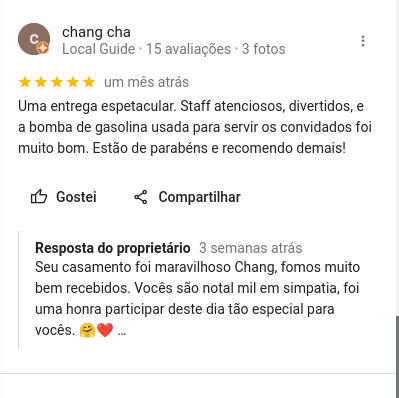 c
chang cha
Local Guide · 15 avaliações · 3 fotos
um mês atrás
Uma entrega espetacular. Staff atenciosos, divertidos, e
a bomba de gasolina usada para servir os convidados foi
muito bom. Estão de parabéns e recomendo demais!
Gostei Compartilhar
Resposta do proprietário 3 semanas atrás
Seu casamento foi maravilhoso Chang, fomos muito
bem recebidos. Vocês são notal mil em simpatia, foi
uma honra participar deste dia tão especial para
vocês. 🤗❤️ ...